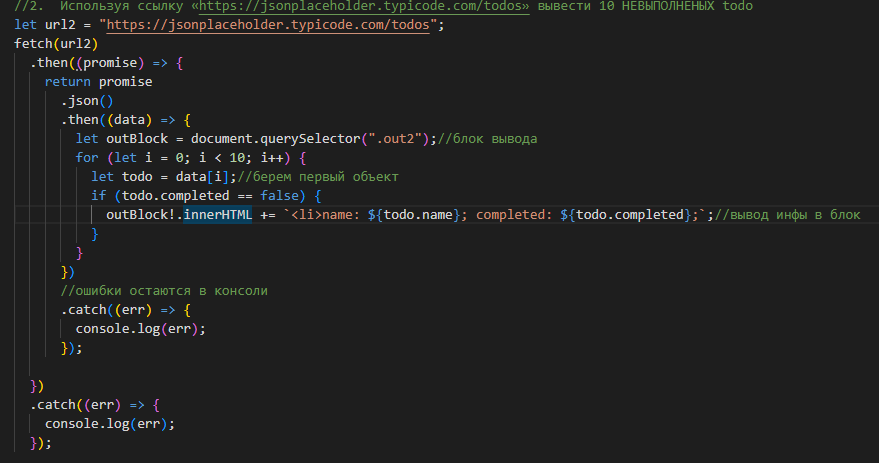 //2.  Используя ссылку «https://jsonplaceholder.typicode.com/todos» вывести 10 НЕВЫПОЛНЕНЫХ todo
let url2 = "https://jsonplaceholder.typicode.com/todos";
fetch(url2)
  .then((promise) => {
    return promise
      .json()
      .then((data) => {
        let outBlock = document.querySelector(".out2");//блок вывода
        for (let i = 0; i < 10; i++) {
          let todo = data[i];//берем первый объект
          if (todo.completed == false) {
            outBlock!.innerHTML += `<li>name: ${todo.name}; completed: ${todo.completed};`;//вывод инфы в блок
          }
        }
      })
      //ошибки остаются в консоли
      .catch((err) => {
        console.log(err);
      });
  })
  .catch((err) => {
    console.log(err);
  });